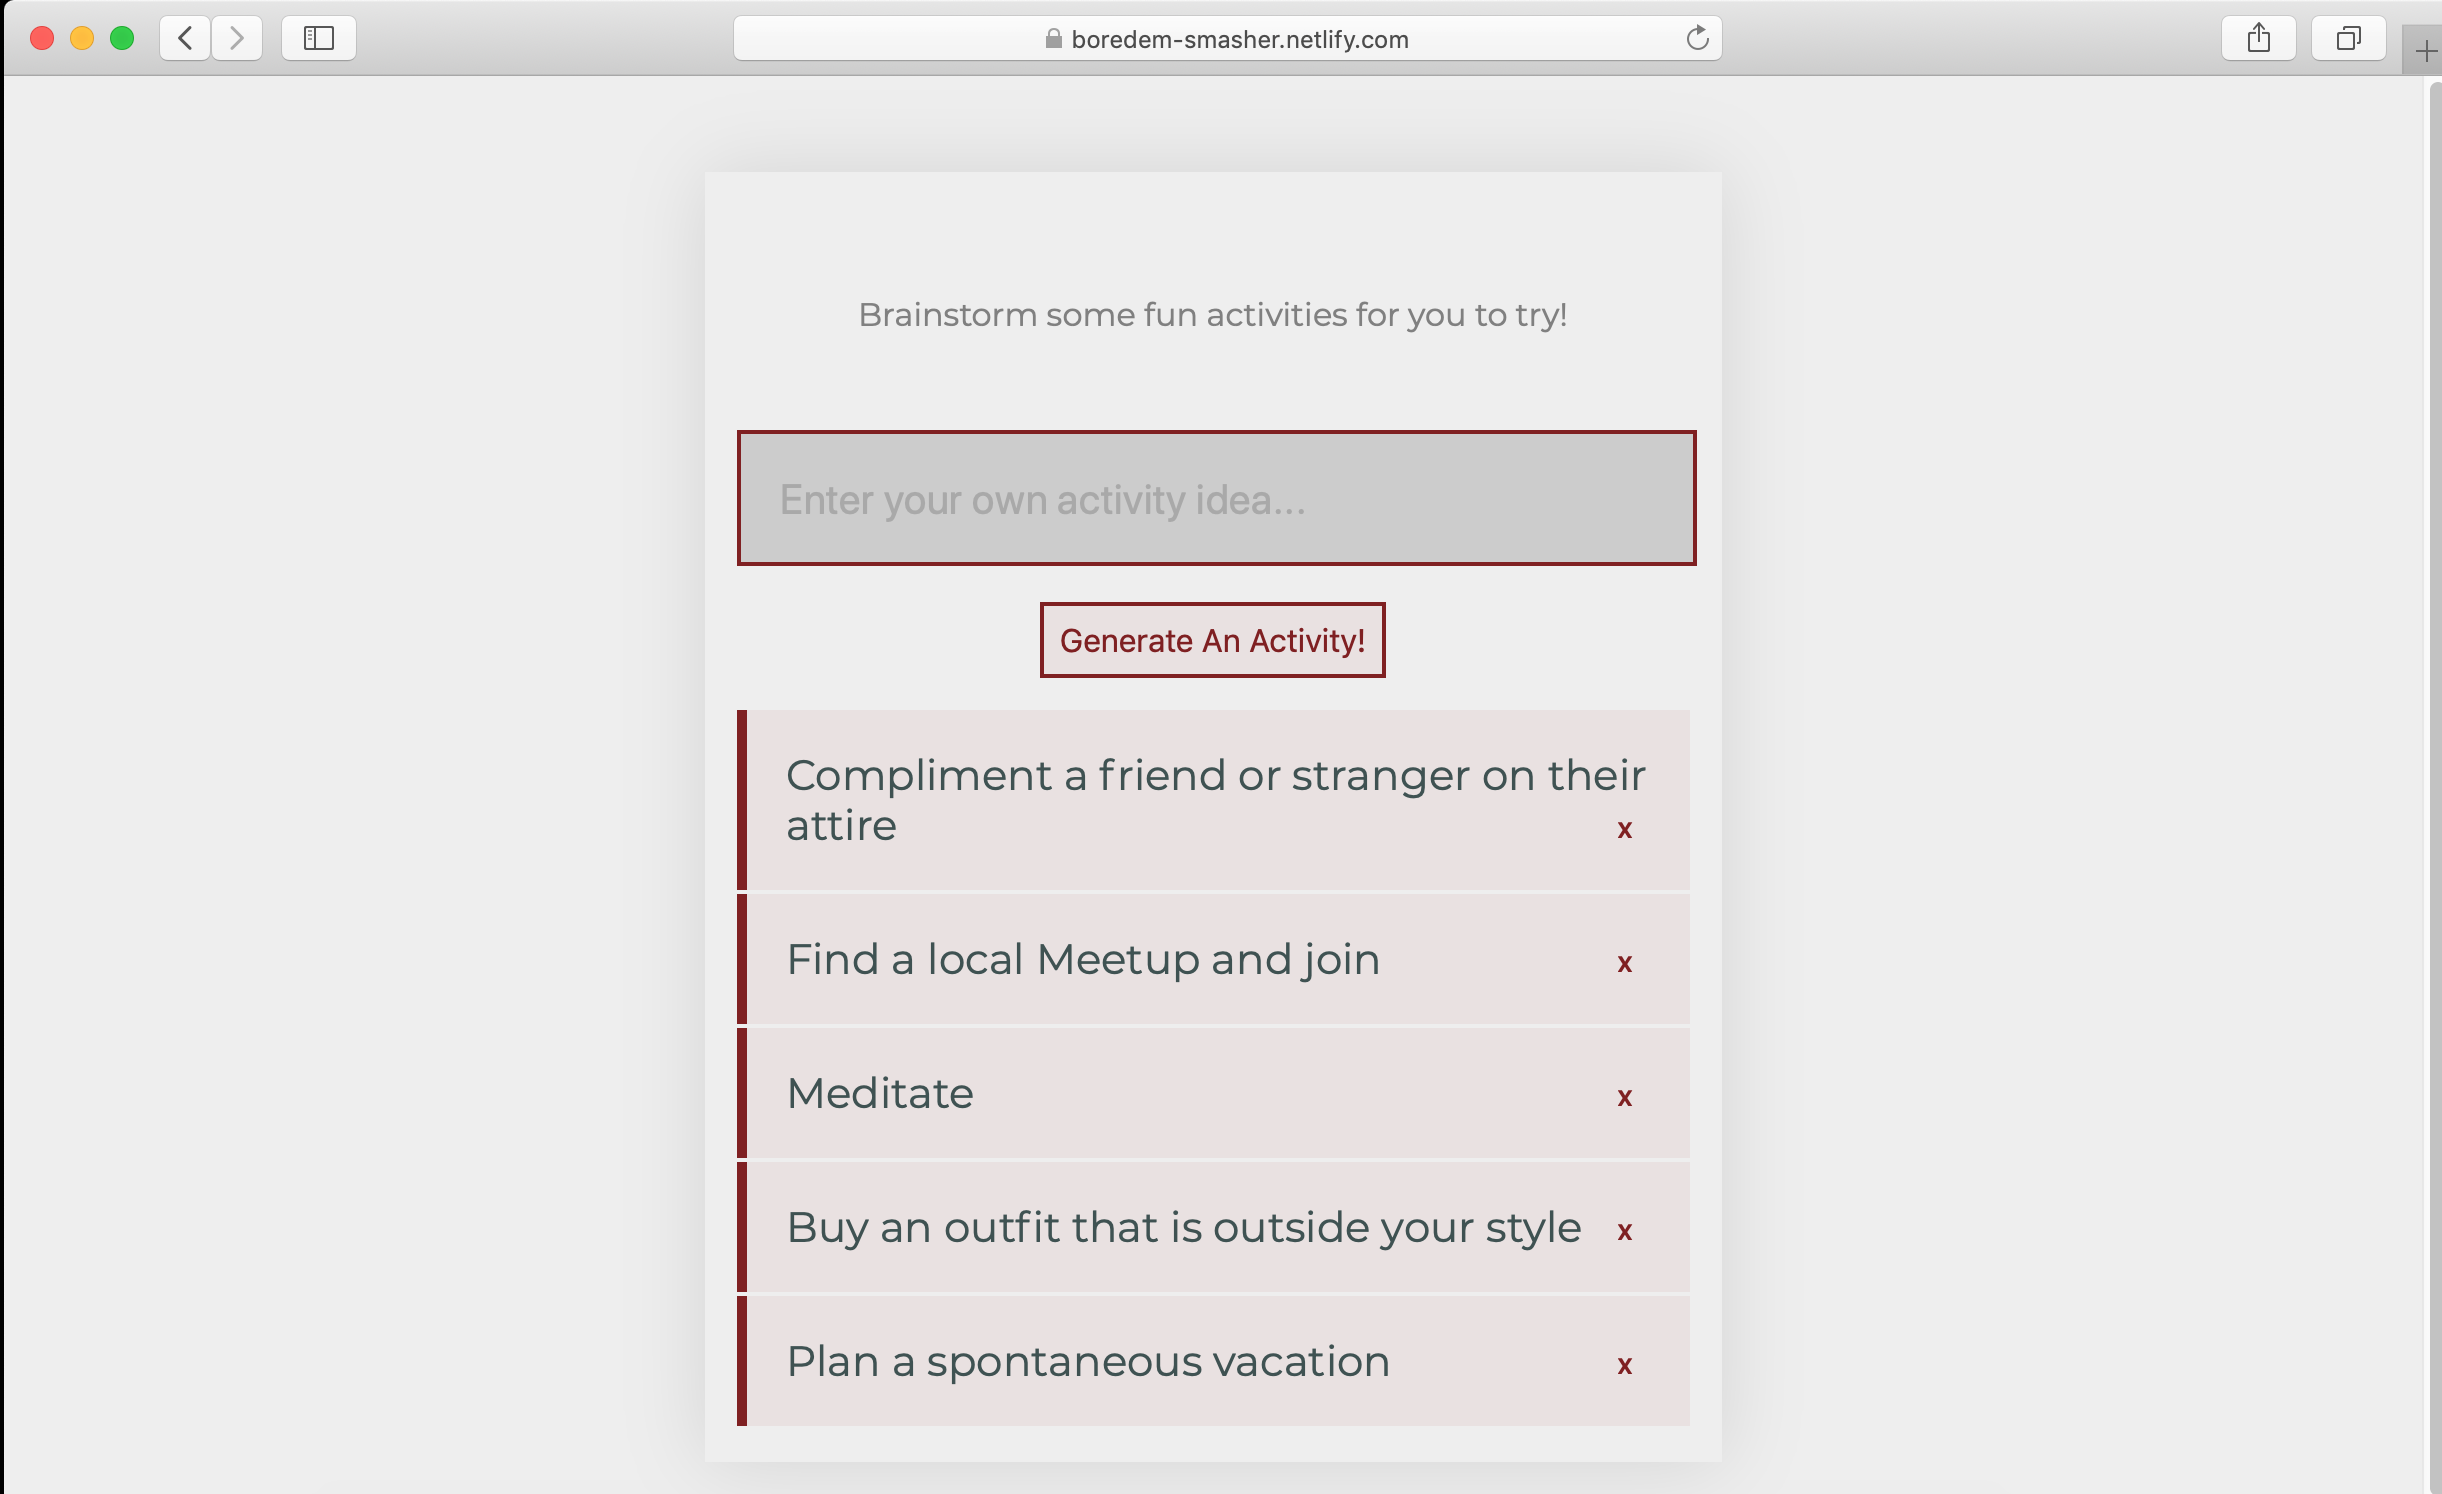 boredem-smasher.netlify.com
Brainstorm some fun activities for you to try!
Enter your own activity idea...
Generate An Activity!
Compliment a friend or stranger on their
attire x
Find a local Meetup and join x
Meditate x
Buy an outfit that is outside your style x
Plan a spontaneous vacation x